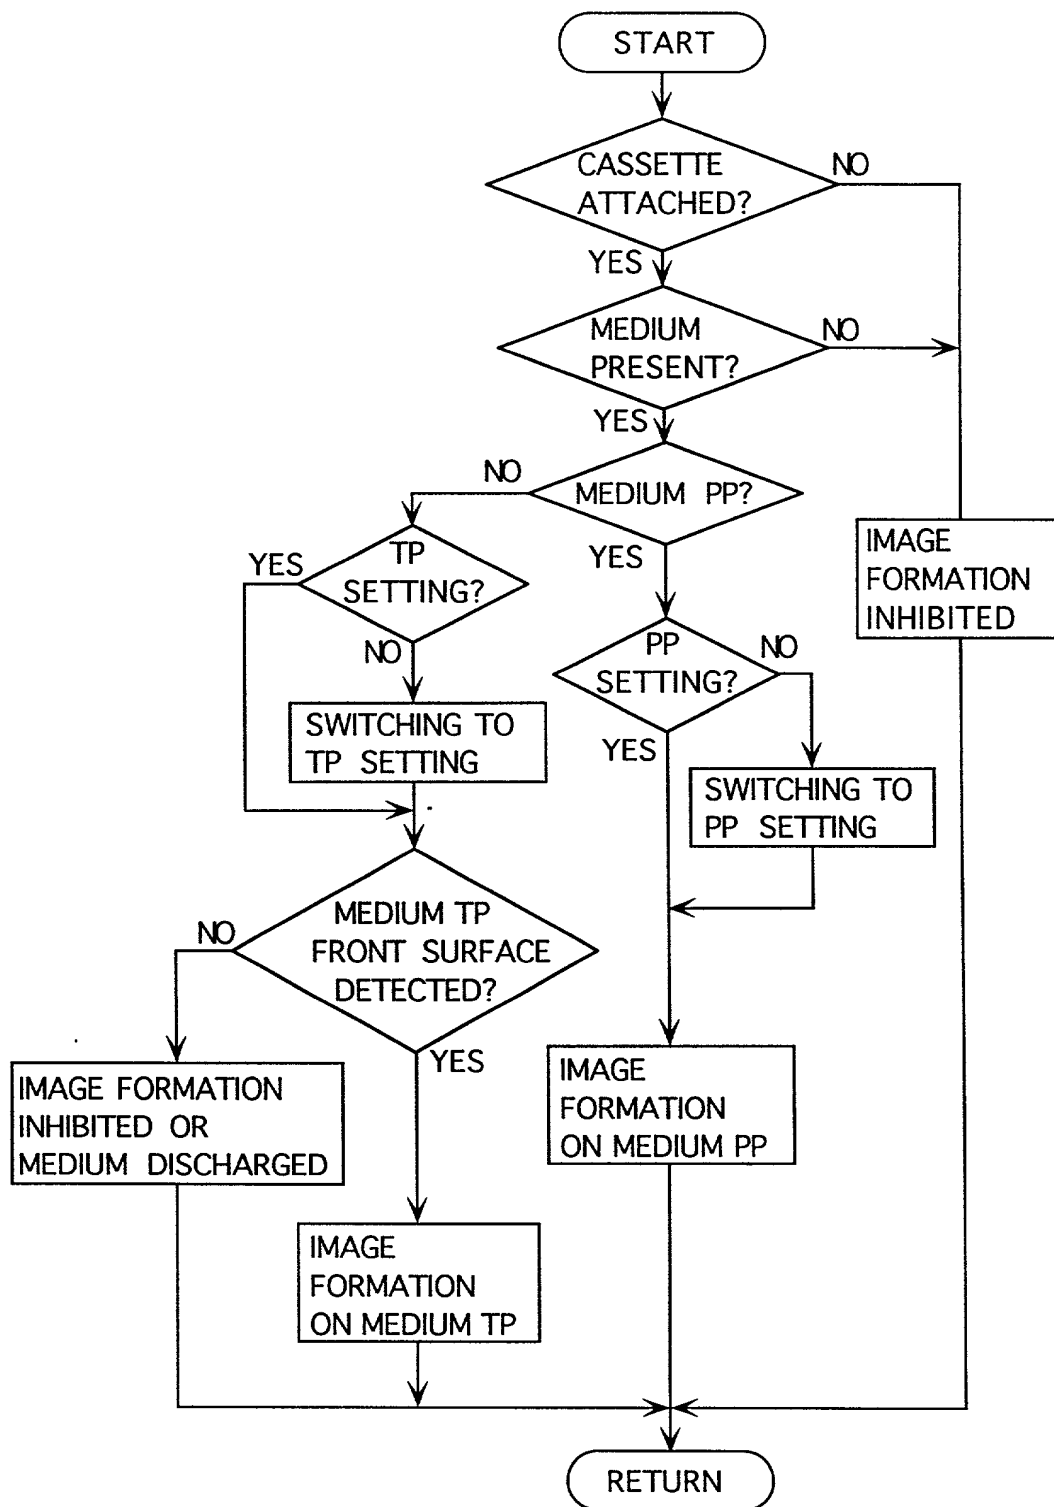 START
CASSETTE
ATTACHED?
NO
YES
MEDIUM
PRESENT?
NO
YES
MEDIUM PP?
NO
YES
TP
SETTING?
YES
NO
SWITCHING TO
TP SETTING
PP
SETTING?
NO
YES
SWITCHING TO
PP SETTING
IMAGE
FORMATION
INHIBITED
MEDIUM TP
FRONT SURFACE
DETECTED?
NO
YES
IMAGE FORMATION
INHIBITED OR
MEDIUM DISCHARGED
IMAGE
FORMATION
ON MEDIUM PP
IMAGE
FORMATION
ON MEDIUM TP
RETURN